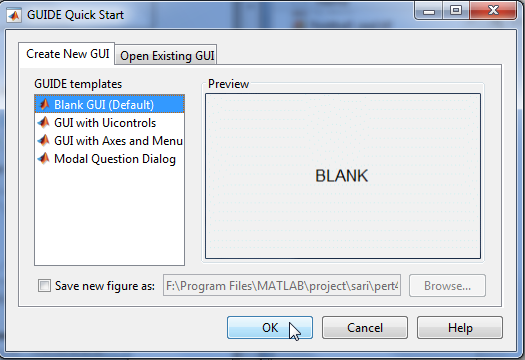 GUIDE Quick Start
Create New GUI
Open Existing GUI
GUIDE templates
Preview
Blank GUI (Default)
GUI with Uicontrols
GUI with Axes and Menu
Modal Question Dialog
BLANK
Save new figure as:
F:\Program Files\MATLAB\project\sari\pert4
Browse...
OK
Cancel
Help